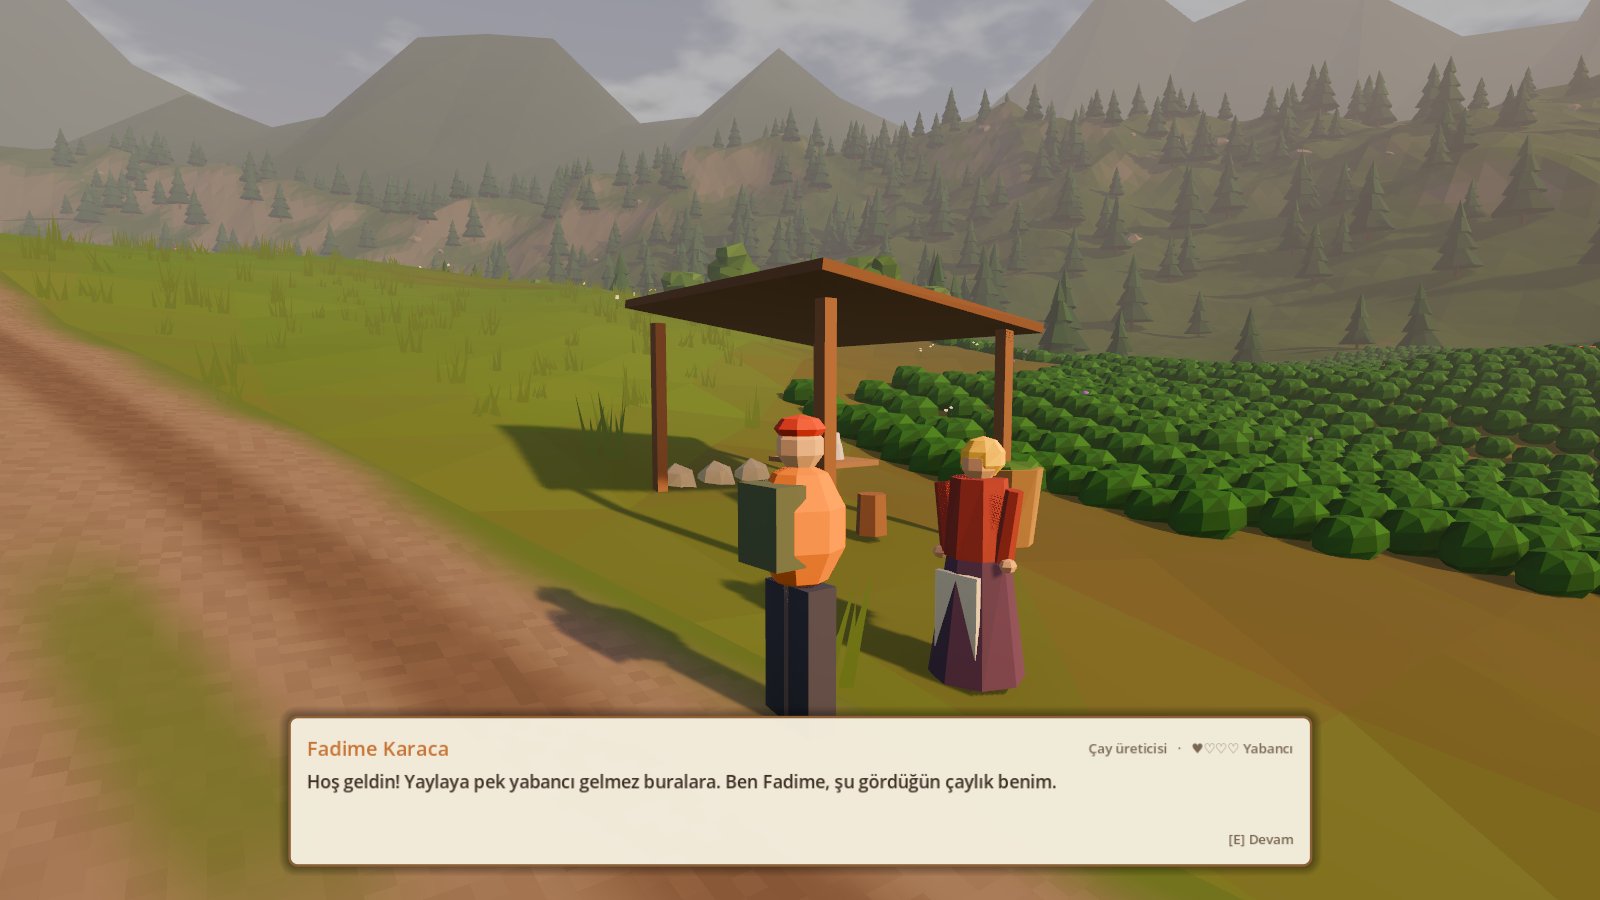 Fadime Karaca
Çay üreticisi · ♥♡♡♡ Yabancı
Hoş geldin! Yaylaya pek yabancı gelmez buralara. Ben Fadime, şu gördüğün çaylık benim.
[E] Devam